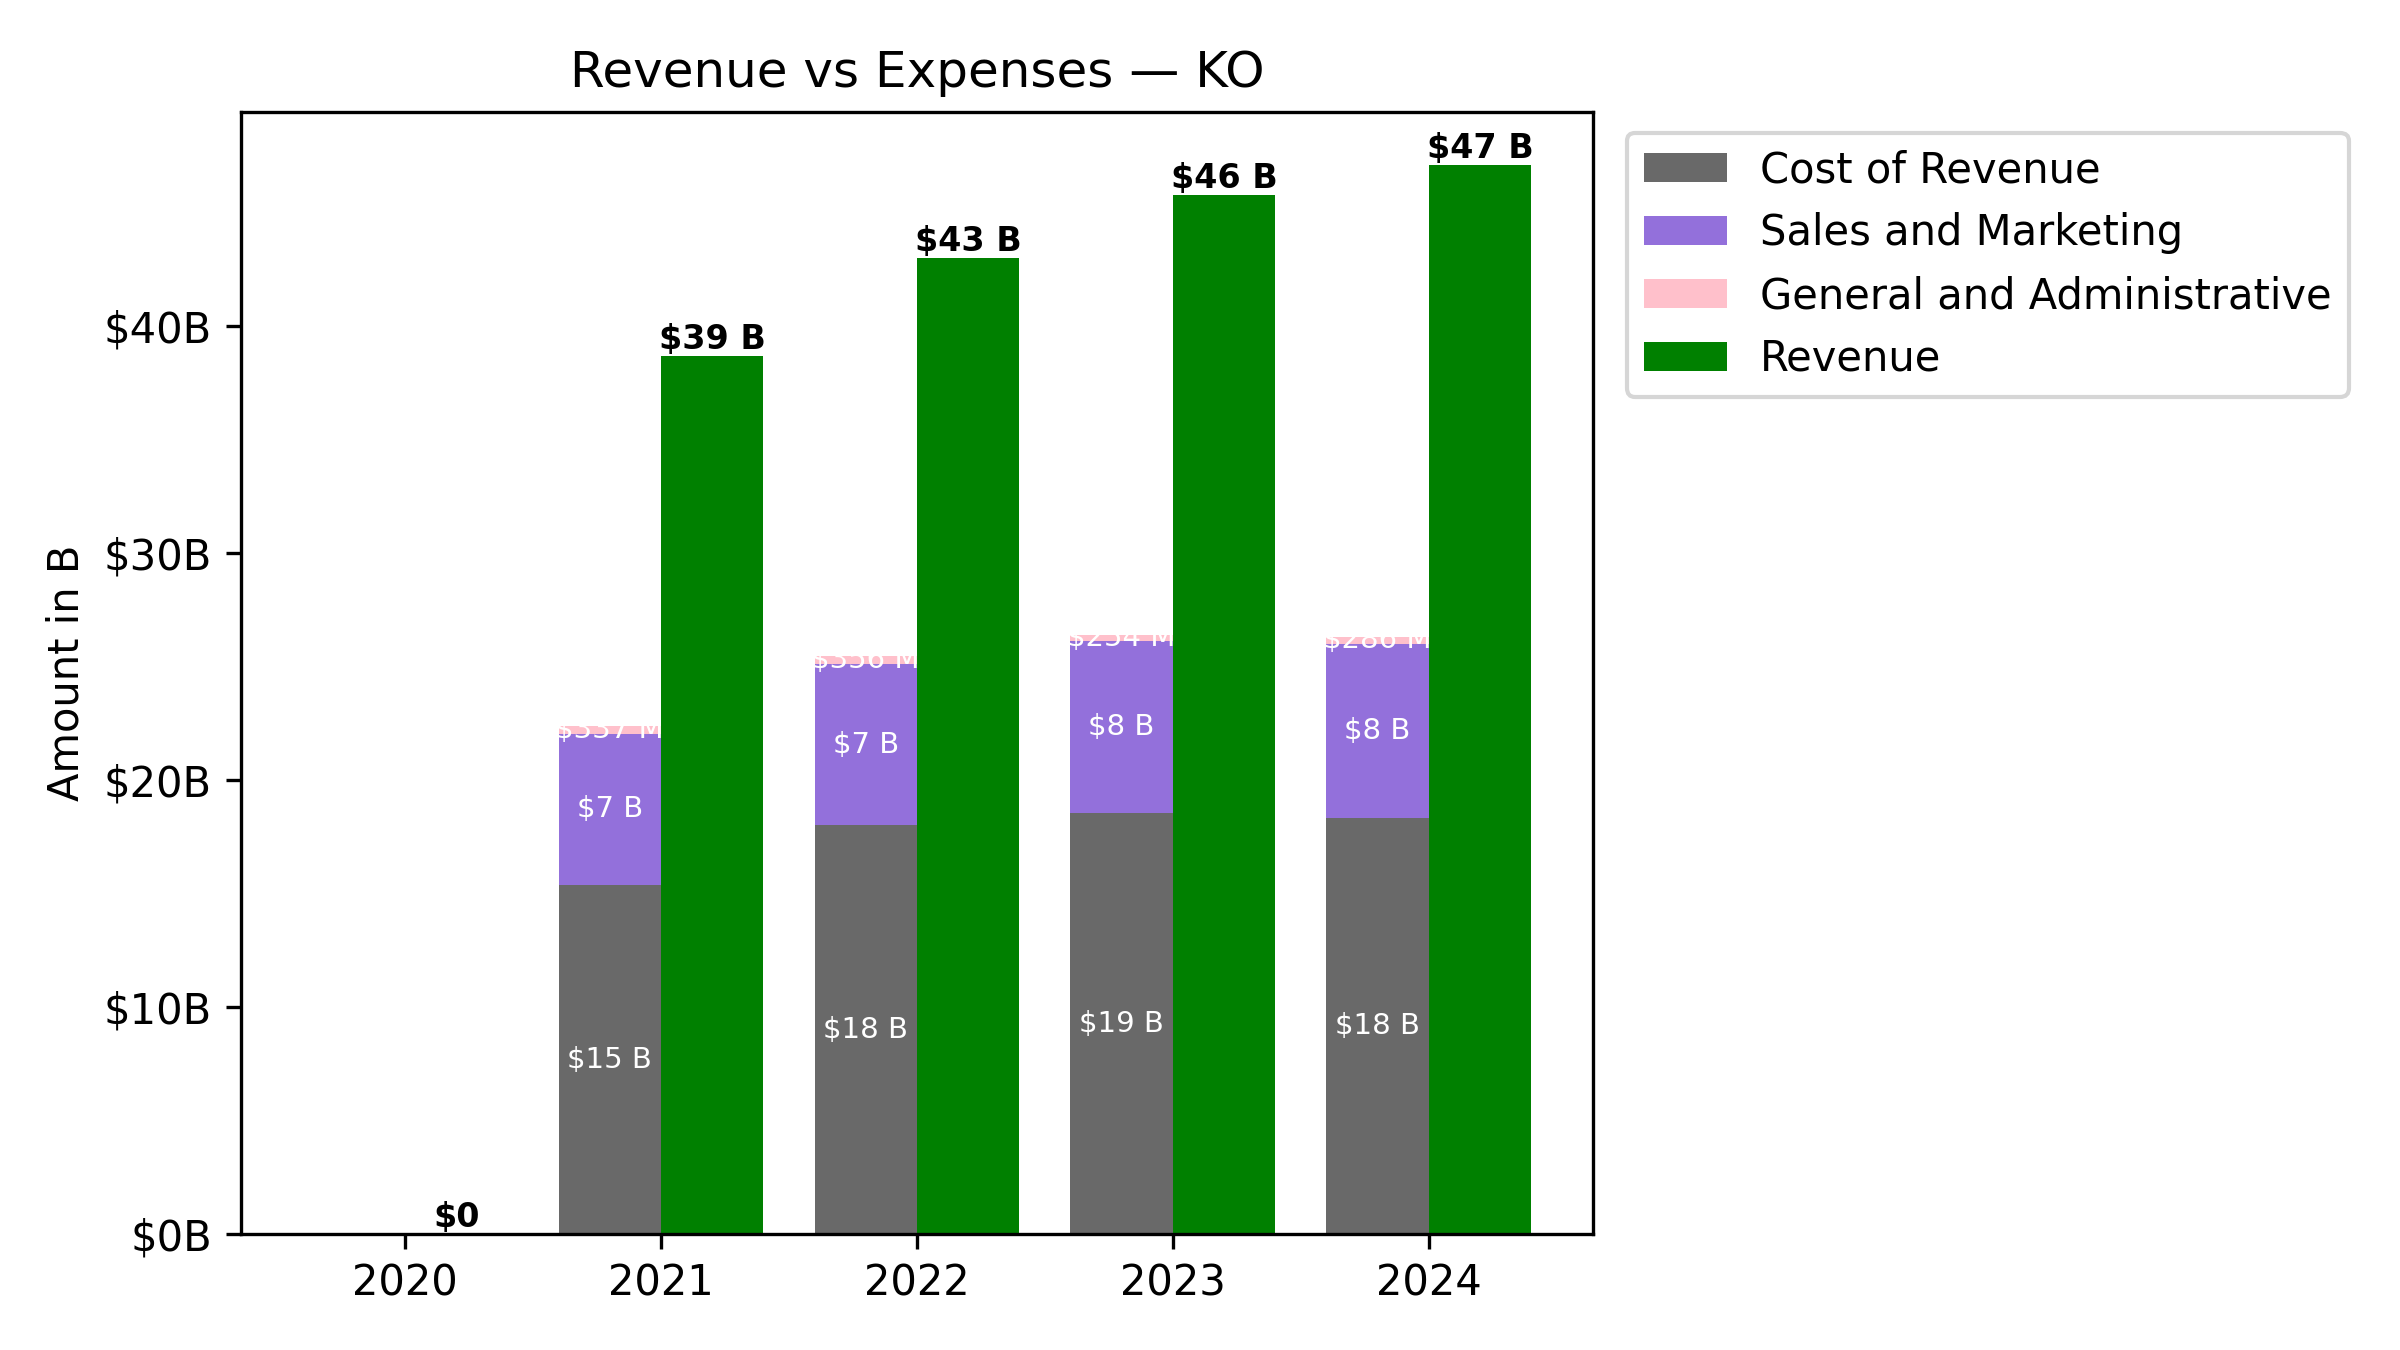 Revenue vs Expenses — KO
Cost of Revenue
Sales and Marketing
General and Administrative
Revenue
Amount in B
$40B
$30B
$20B
$10B
$0B
$0
$39 B
$43 B
$46 B
$47 B
$7 B
$7 B
$8 B
$8 B
$15 B
$18 B
$19 B
$18 B
2020
2021
2022
2023
2024